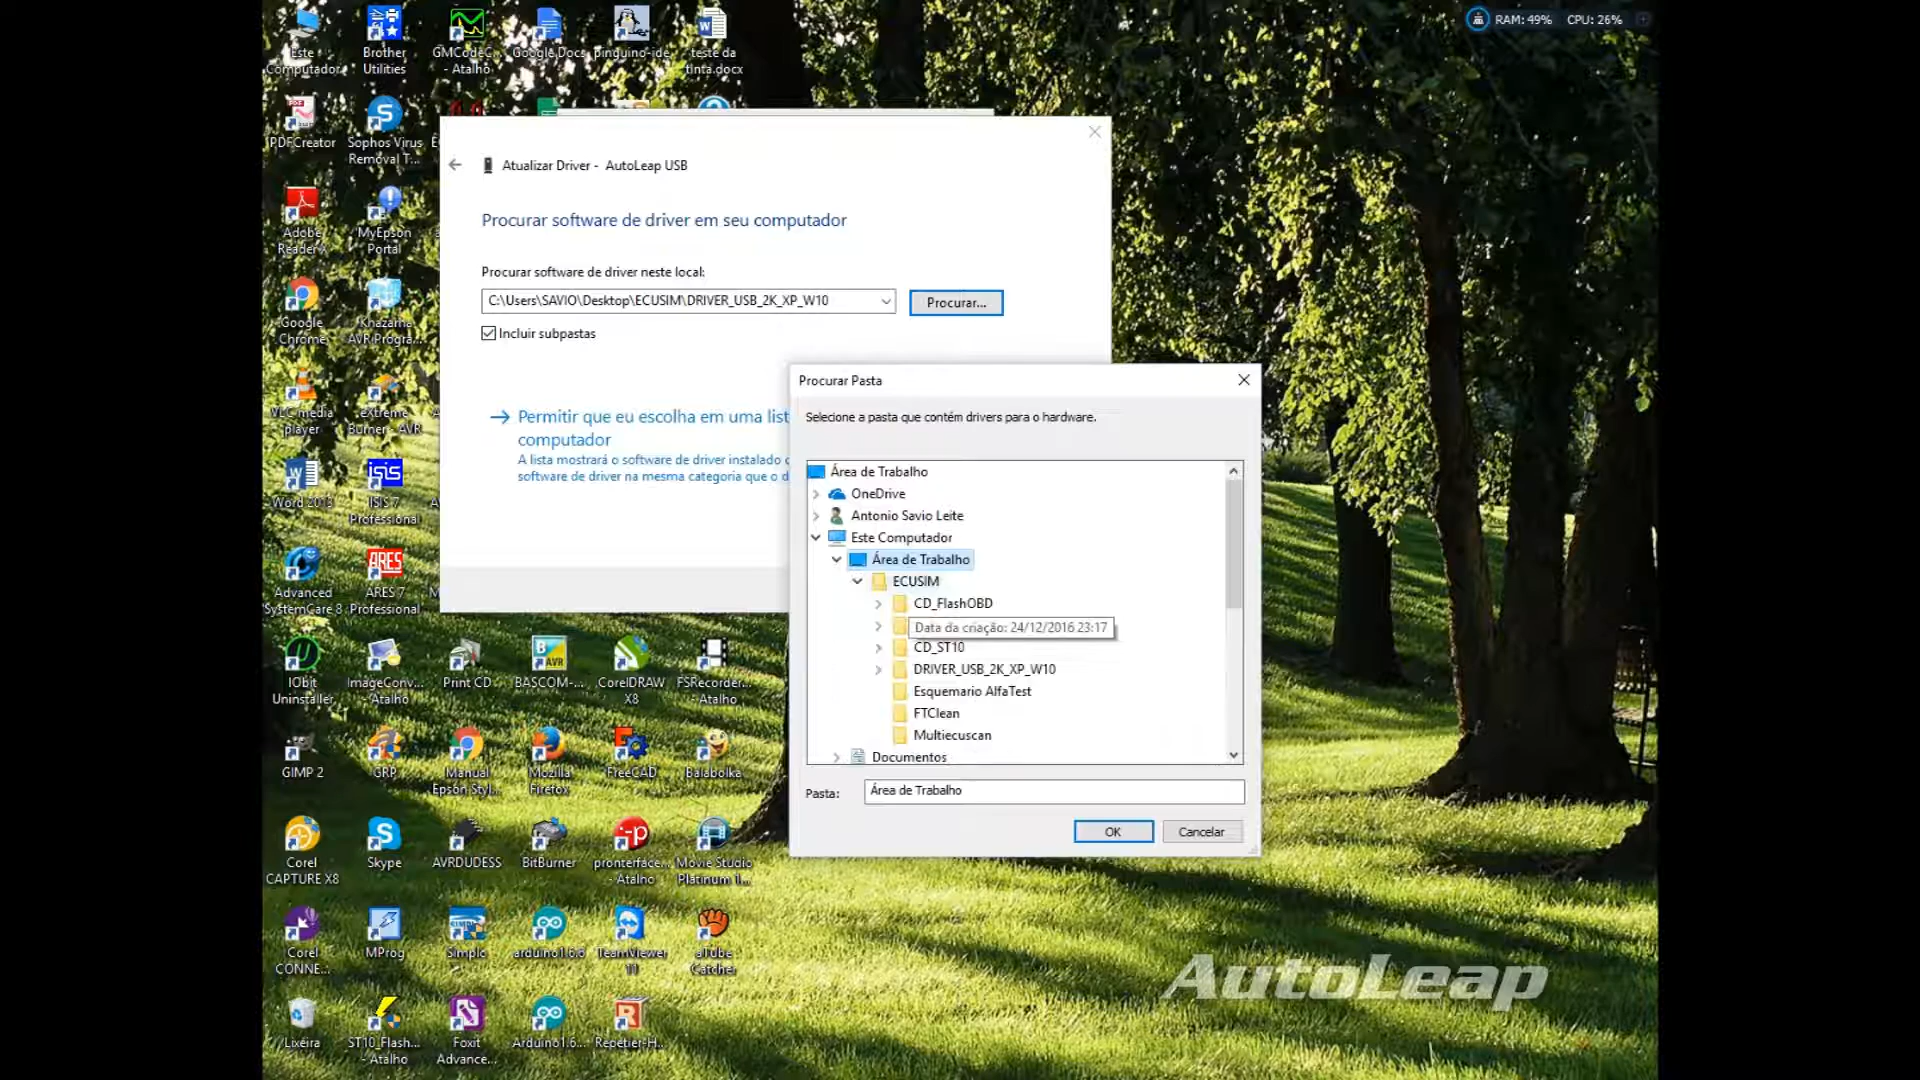 RAM: 49% CPU: 26%
Este
Computador
Brother
Utilities
GMCodeC...
- Atalho
Google Docs
pinguino-ide
teste da
tinta.docx
PDFCreator
Sophos Virus
Removal T...
Adobe
Reader X
MyEpson
Portal
Google
Chrome
Khazama
AVR Progra...
VLC media
player
eXtreme
Burner - AVR
Word 2013
ISIS 7
Professional
Advanced
SystemCare 8
ARES 7
Professional
IObit
Uninstaller
ImageConv...
- Atalho
Print CD
BASCOM-...
CorelDRAW
X8
FSRecorder...
- Atalho
GIMP 2
GRP
Manual
Epson Styl...
Mozilla
Firefox
FreeCAD
Balabolka
Corel
CAPTURE X8
Skype
AVRDUDESS
BitBurner
pronterface...
- Atalho
Movie Studio
Platinum 1...
Corel
CONNE...
MProg
SimpIc
arduino1.6.6
TeamViewer
11
aTube
Catcher
Lixeira
ST10_Flash...
- Atalho
Foxit
Advance...
Arduino1.6...
Repetier-H...
Atualizar Driver - AutoLeap USB
Procurar software de driver em seu computador
Procurar software de driver neste local:
C:\Users\SAVIO\Desktop\ECUSIM\DRIVER_USB_2K_XP_W10
Procurar...
Incluir subpastas
Permitir que eu escolha em uma list
computador
A lista mostrará o software de driver instalado
software de driver na mesma categoria que o d
Procurar Pasta
Selecione a pasta que contém drivers para o hardware.
Área de Trabalho
OneDrive
Antonio Savio Leite
Este Computador
Área de Trabalho
ECUSIM
CD_FlashOBD
Data da criação: 24/12/2016 23:17
CD_ST10
DRIVER_USB_2K_XP_W10
Esquemario AlfaTest
FTClean
Multiecuscan
Documentos
Pasta: Área de Trabalho
OK Cancelar
AutoLeap